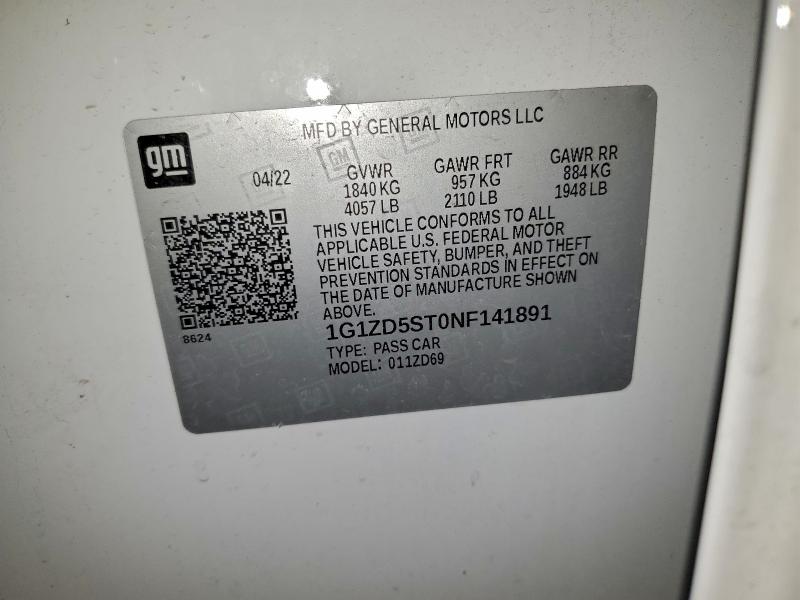 MFD BY GENERAL MOTORS LLC
gm
04/22
GVWR
1840 KG
4057 LB
GAWR FRT
957 KG
2110 LB
GAWR RR
884 KG
1948 LB
THIS VEHICLE CONFORMS TO ALL
APPLICABLE U.S. FEDERAL MOTOR
VEHICLE SAFETY, BUMPER, AND THEFT
PREVENTION STANDARDS IN EFFECT ON
THE DATE OF MANUFACTURE SHOWN
ABOVE.
8624
1G1ZD5ST0NF141891
TYPE: PASS CAR
MODEL: 011ZD69
GM